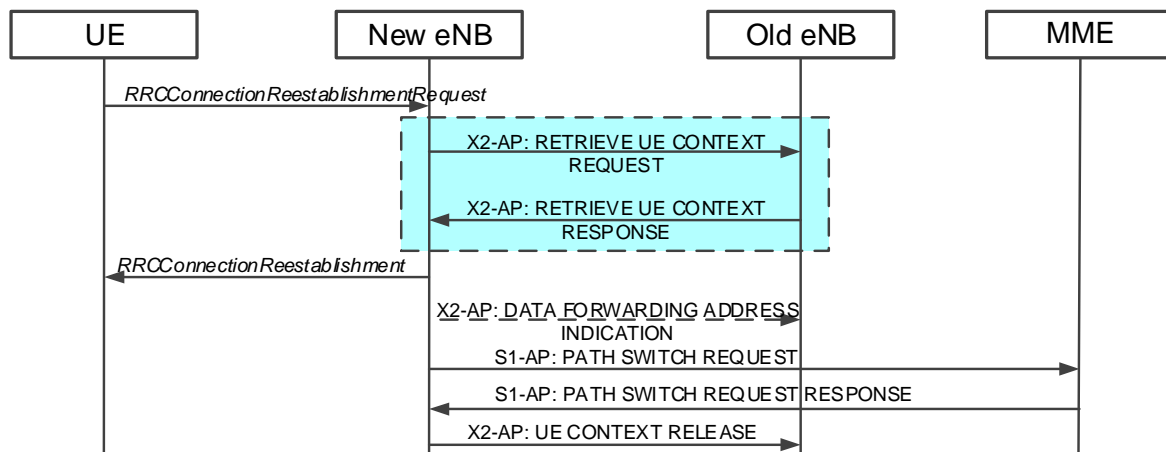 UE
New eNB
Old eNB
MME
RRCConnectionReestablishmentRequest
X2-AP: RETRIEVE UE CONTEXT
REQUEST
X2-AP: RETRIEVE UE CONTEXT
RESPONSE
RRCConnectionReestablishment
X2-AP: DATA FORWARDING ADDRESS
INDICATION
S1-AP: PATH SWITCH REQUEST
S1-AP: PATH SWITCH REQUEST RESPONSE
X2-AP: UE CONTEXT RELEASE